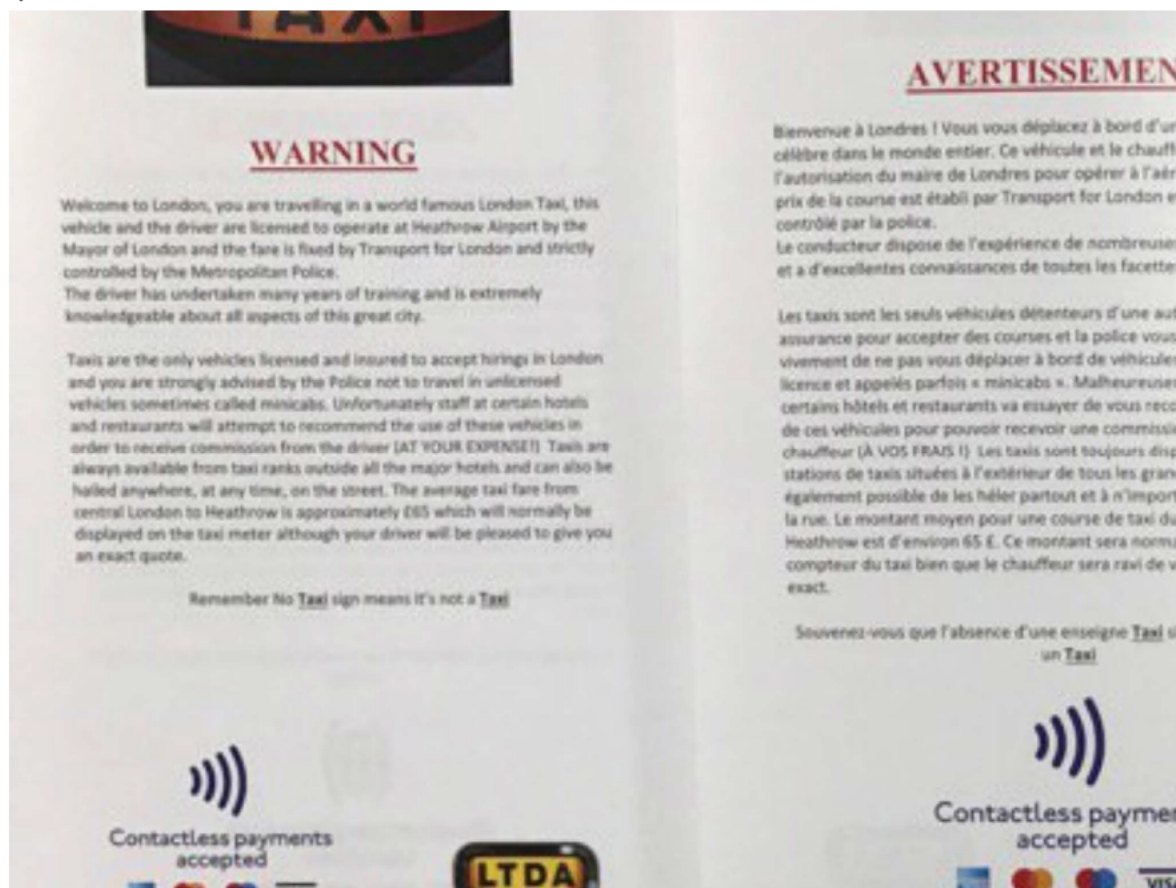 TAXI
WARNING
Welcome to London, you are travelling in a world famous London Taxi, this
vehicle and the driver are licensed to operate at Heathrow Airport by the
Mayor of London and the fare is fixed by Transport for London and strictly
controlled by the Metropolitan Police.
The driver has undertaken many years of training and is extremely
knowledgeable about all aspects of this great city.
Taxis are the only vehicles licensed and insured to accept hirings in London
and you are strongly advised by the Police not to travel in unlicensed
vehicles sometimes called minicabs. Unfortunately staff at certain hotels
and restaurants will attempt to recommend the use of these vehicles in
order to receive commission from the driver (AT YOUR EXPENSE!) Taxis are
always available from taxi ranks outside all the major hotels and can also be
hailed anywhere, at any time, on the street. The average taxi fare from
central London to Heathrow is approximately £65 which will normally be
displayed on the taxi meter although your driver will be pleased to give you
an exact quote.
Remember No Taxi sign means it's not a Taxi
Contactless payments
accepted
LTDA
AVERTISSEMEN
Bienvenue à Londres ! Vous vous déplacez à bord d'un
célèbre dans le monde entier. Ce véhicule et le chauff
l'autorisation du maire de Londres pour opérer à l'aér
prix de la course est établi par Transport for London e
contrôlé par la police.
Le conducteur dispose de l'expérience de nombreuse
et a d'excellentes connaissances de toutes les facette
Les taxis sont les seuls véhicules détenteurs d'une aut
assurance pour accepter des courses et la police vous
vivement de ne pas vous déplacer à bord de véhicules
licence et appelés parfois « minicabs ». Malheureuse
certains hôtels et restaurants va essayer de vous reco
de ces véhicules pour pouvoir recevoir une commissi
chauffeur (À VOS FRAIS !) Les taxis sont toujours disp
stations de taxis situées à l'extérieur de tous les gran
également possible de les héler partout et à n'import
la rue. Le montant moyen pour une course de taxi du
Heathrow est d'environ 65 £. Ce montant sera norma
compteur du taxi bien que le chauffeur sera ravi de v
exact.
Souvenez-vous que l'absence d'une enseigne Taxi si
un Taxi
Contactless paymen
accepted
VISA